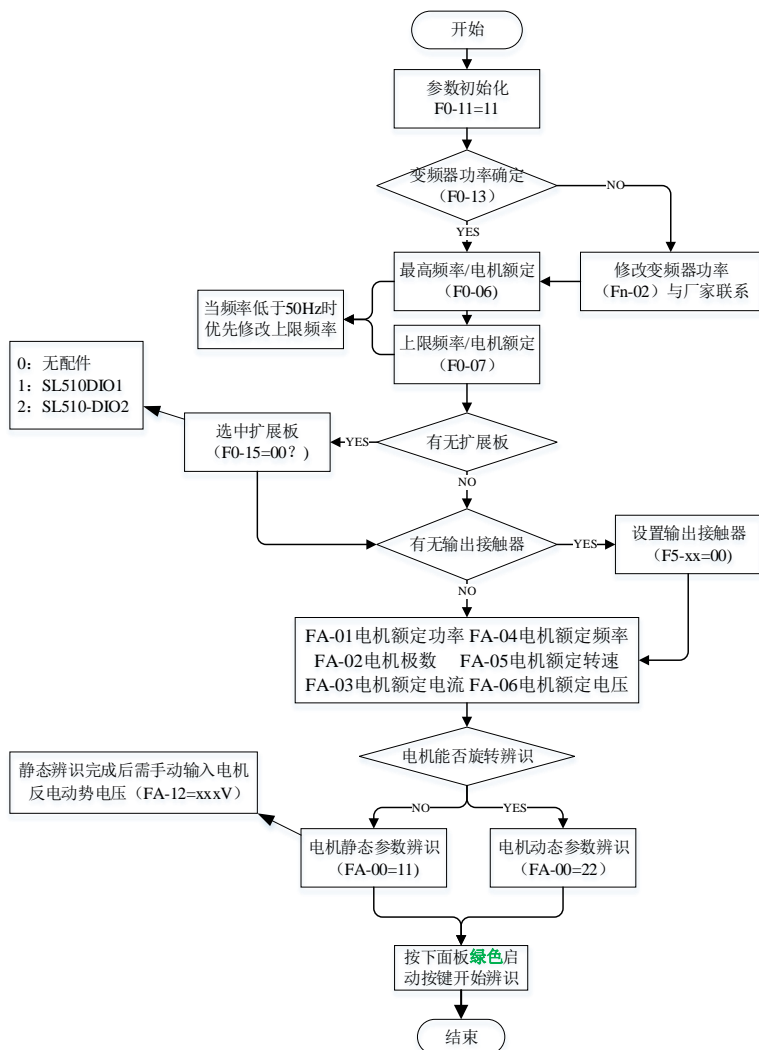 开始
参数初始化
F0-11=11
变频器功率确定
（F0-13）
NO
YES
最高频率/电机额定
（F0-06)
修改变频器功率
（Fn-02）与厂家联系
当频率低于50Hz时
优先修改上限频率
上限频率/电机额定
（F0-07）
0：无配件
1：SL510DIO1
2：SL510-DIO2
选中扩展板
（F0-15=00？)
YES
有无扩展板
NO
有无输出接触器
YES
设置输出接触器
（F5-xx=00)
NO
FA-01电机额定功率 FA-04电机额定频率
FA-02电机极数 FA-05电机额定转速
FA-03电机额定电流 FA-06电机额定电压
电机能否旋转辨识
静态辨识完成后需手动输入电机
反电动势电压（FA-12=xxxV）
NO
YES
电机静态参数辨识
（FA-00=11)
电机动态参数辨识
（FA-00=22）
按下面板绿色启
动按键开始辨识
结束